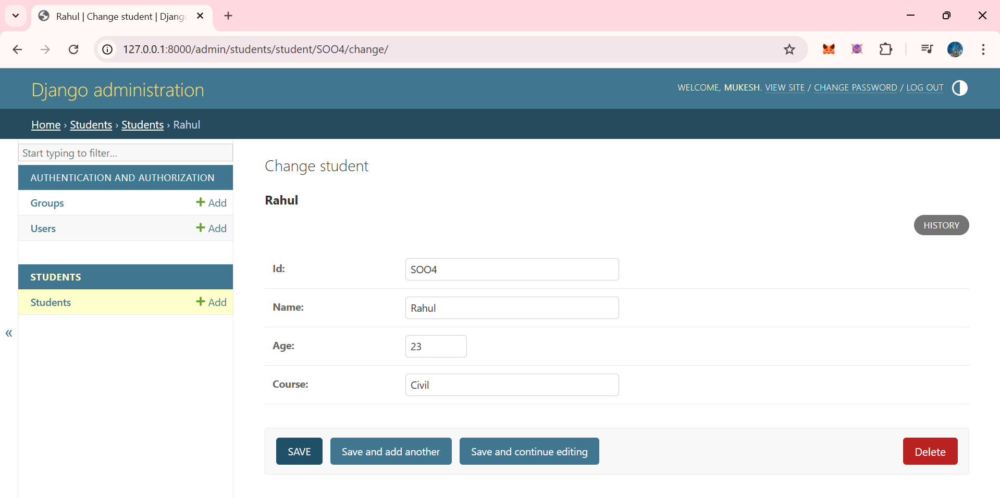 Rahul | Change student | Djang
127.0.0.1:8000/admin/students/student/SOO4/change/
Django administration
WELCOME, MUKESH. VIEW SITE / CHANGE PASSWORD / LOG OUT
Home › Students › Students › Rahul
Start typing to filter...
AUTHENTICATION AND AUTHORIZATION
Groups + Add
Users + Add
STUDENTS
Students + Add
«
Change student
Rahul
HISTORY
Id: SOO4
Name: Rahul
Age: 23
Course: Civil
SAVE Save and add another Save and continue editing Delete